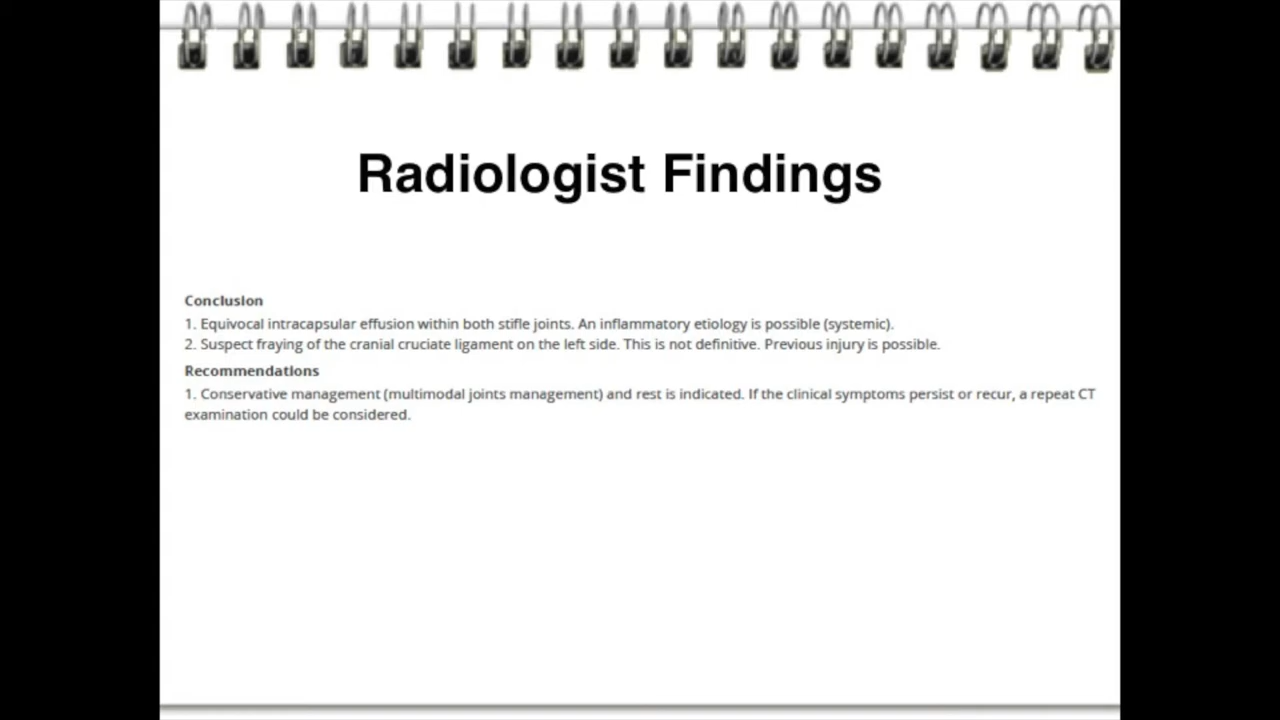 Radiologist Findings
Conclusion
1. Equivocal intracapsular effusion within both stifle joints. An inflammatory etiology is possible (systemic).
2. Suspect fraying of the cranial cruciate ligament on the left side. This is not definitive. Previous injury is possible.
Recommendations
1. Conservative management (multimodal joints management) and rest is indicated. If the clinical symptoms persist or recur, a repeat CT
examination could be considered.